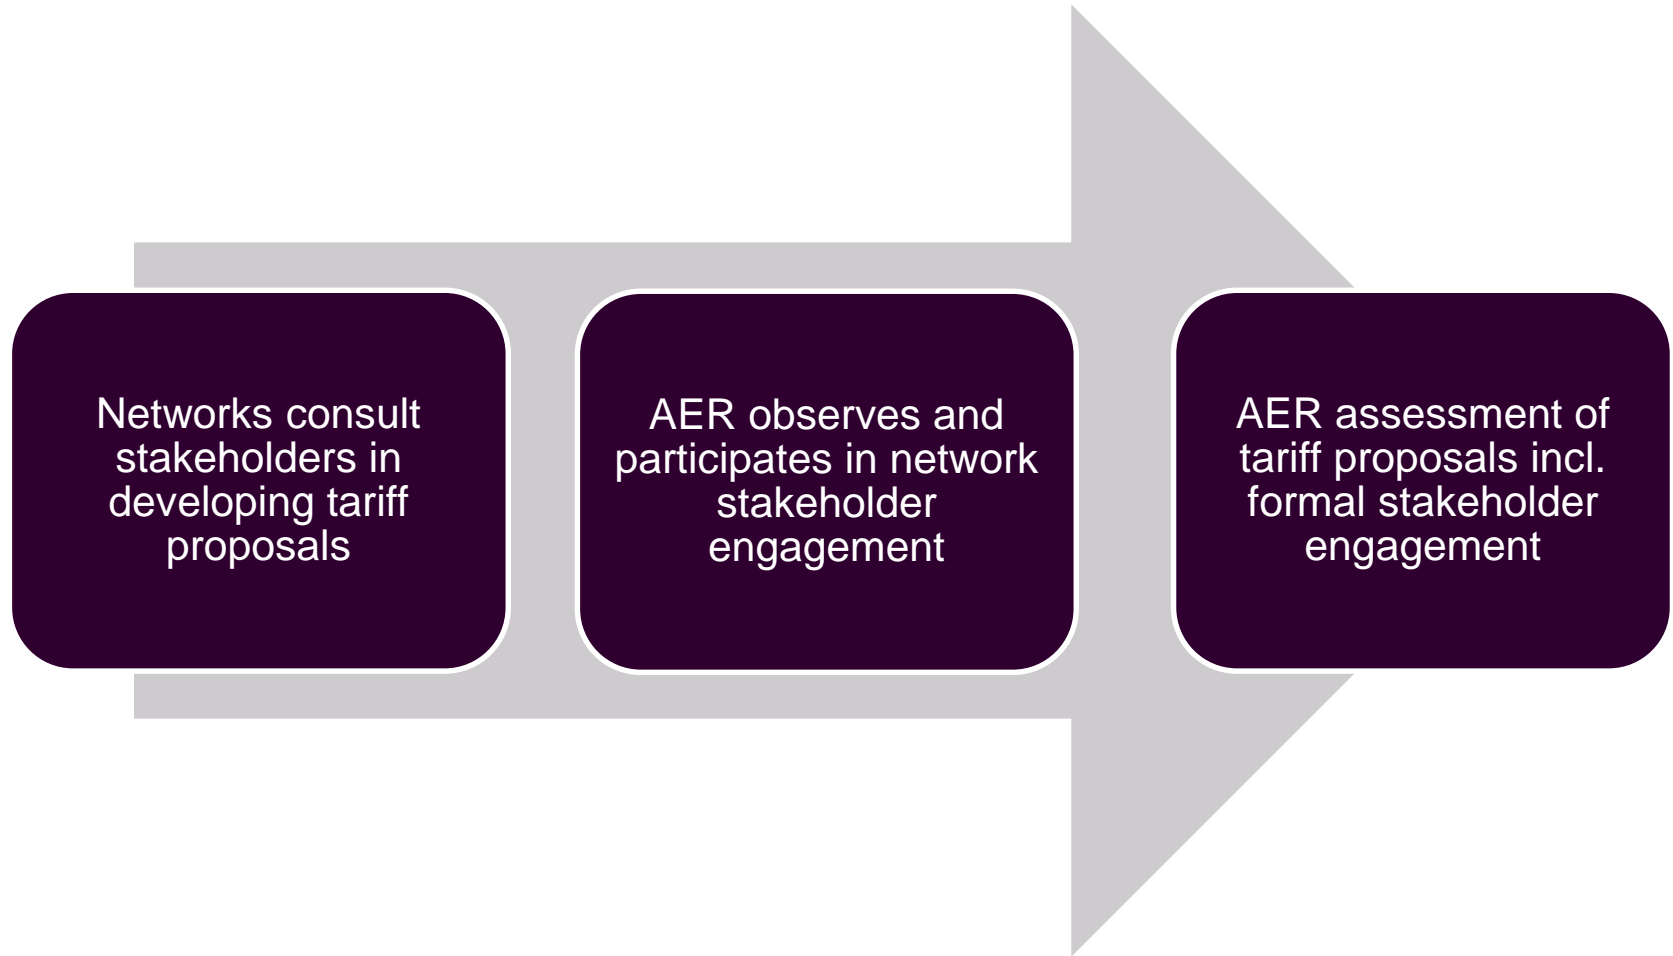 Networks consult
stakeholders in
developing tariff
proposals
AER observes and
participates in network
stakeholder
engagement
AER assessment of
tariff proposals incl.
formal stakeholder
engagement